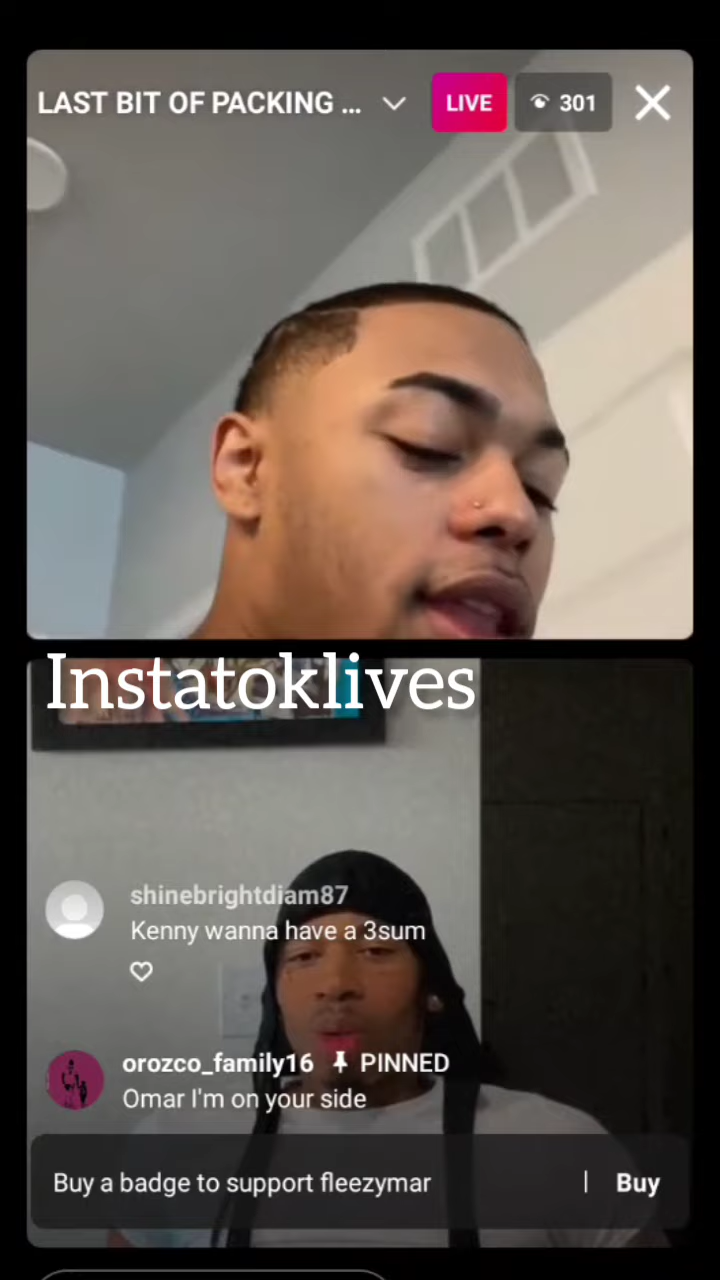 LAST BIT OF PACKING ...
LIVE
301
Instatoklives
shinebrightdiam87
Kenny wanna have a 3sum
orozco_family16 PINNED
Omar I'm on your side
Buy a badge to support fleezymar | Buy